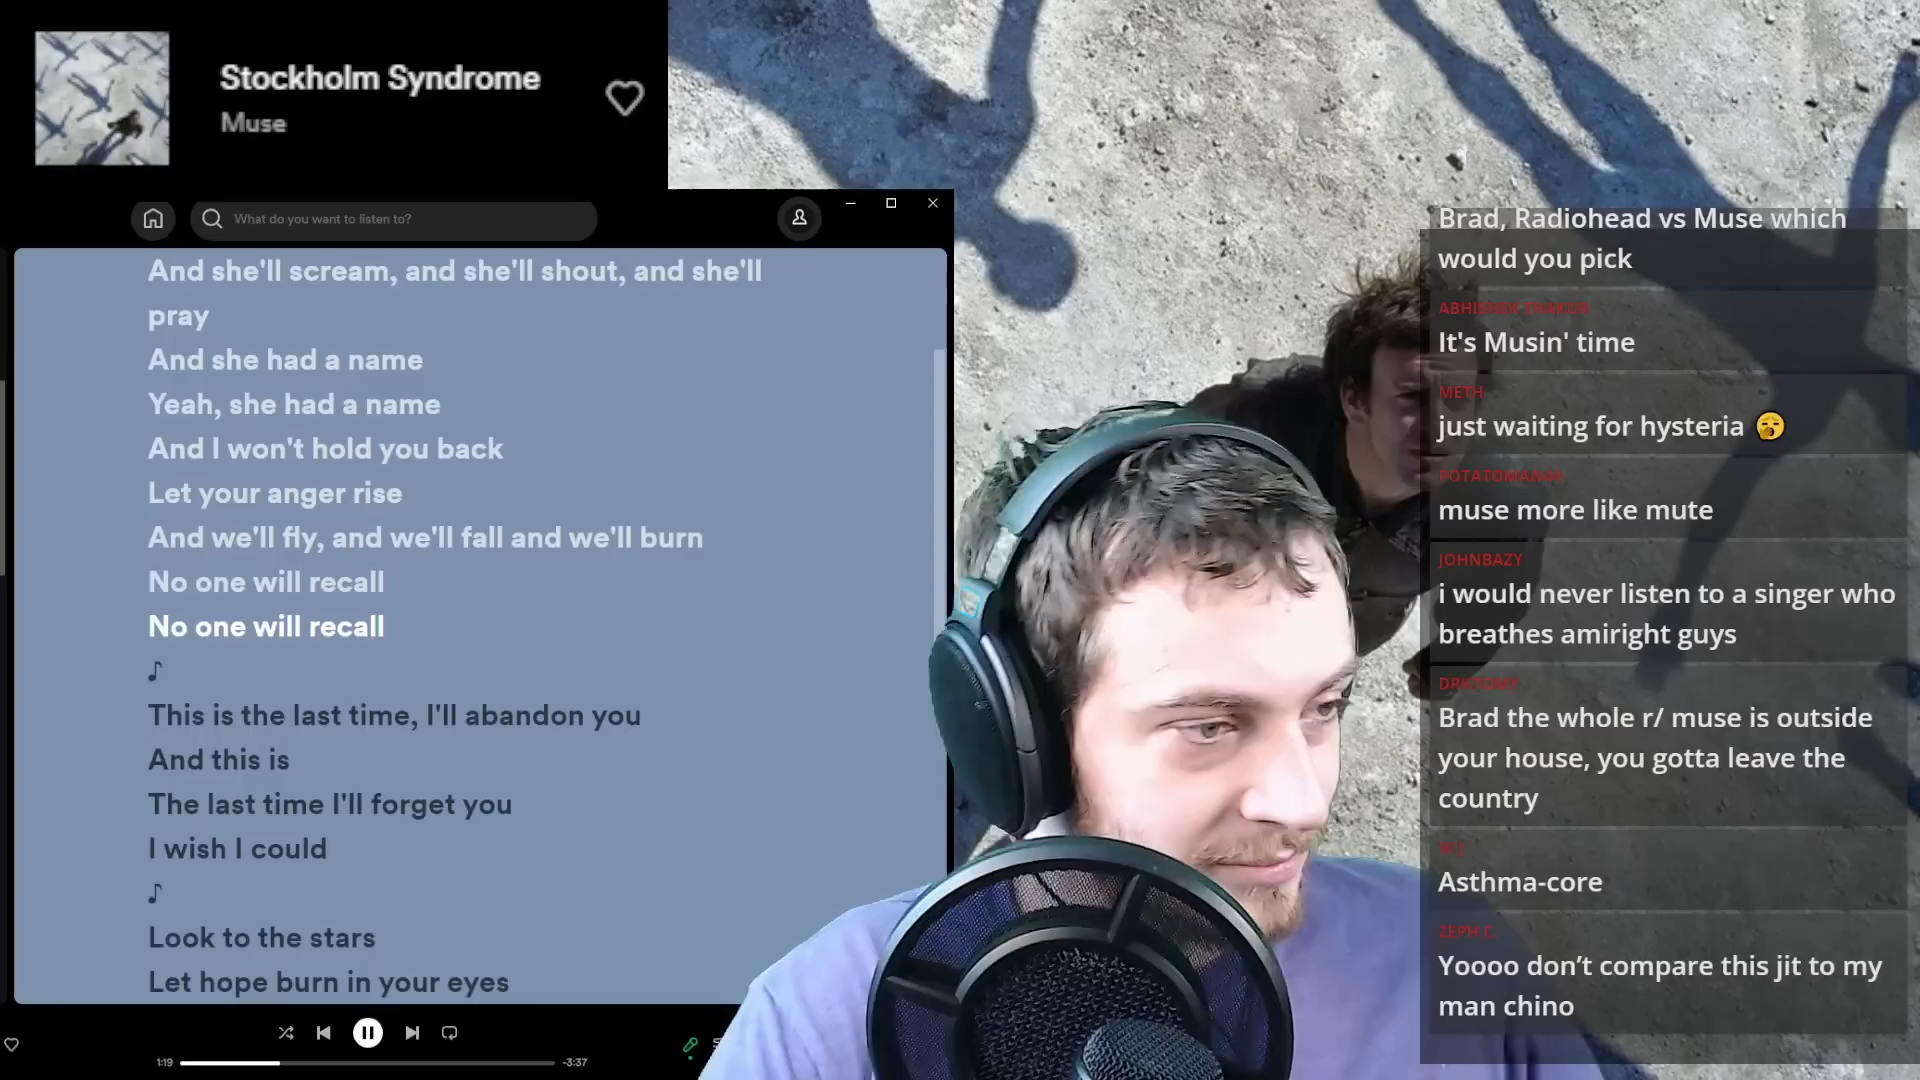 Stockholm Syndrome
Muse
What do you want to listen to?
And she'll scream, and she'll shout, and she'll
pray
And she had a name
Yeah, she had a name
And I won't hold you back
Let your anger rise
And we'll fly, and we'll fall and we'll burn
No one will recall
No one will recall
♪
This is the last time, I'll abandon you
And this is
The last time I'll forget you
I wish I could
♪
Look to the stars
Let hope burn in your eyes
1:19
-3:37
Brad, Radiohead vs Muse which
would you pick
It's Musin' time
METH
just waiting for hysteria 🥱
muse more like mute
JOHNBAZY
i would never listen to a singer who
breathes amiright guys
Brad the whole r/ muse is outside
your house, you gotta leave the
country
Asthma-core
ZEPH C.
Yoooo don’t compare this jit to my
man chino